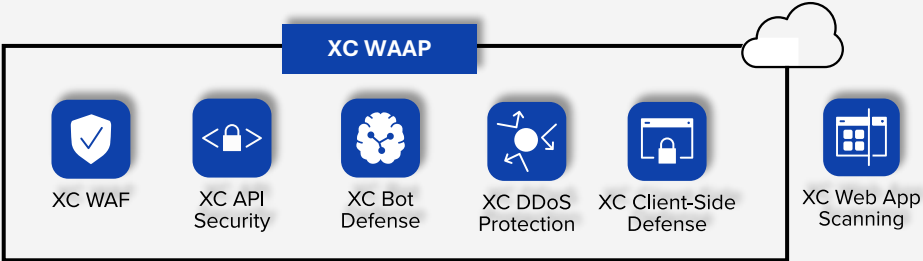 XC WAAP
XC WAF
XC API
Security
XC Bot
Defense
XC DDoS
Protection
XC Client-Side
Defense
XC Web App
Scanning